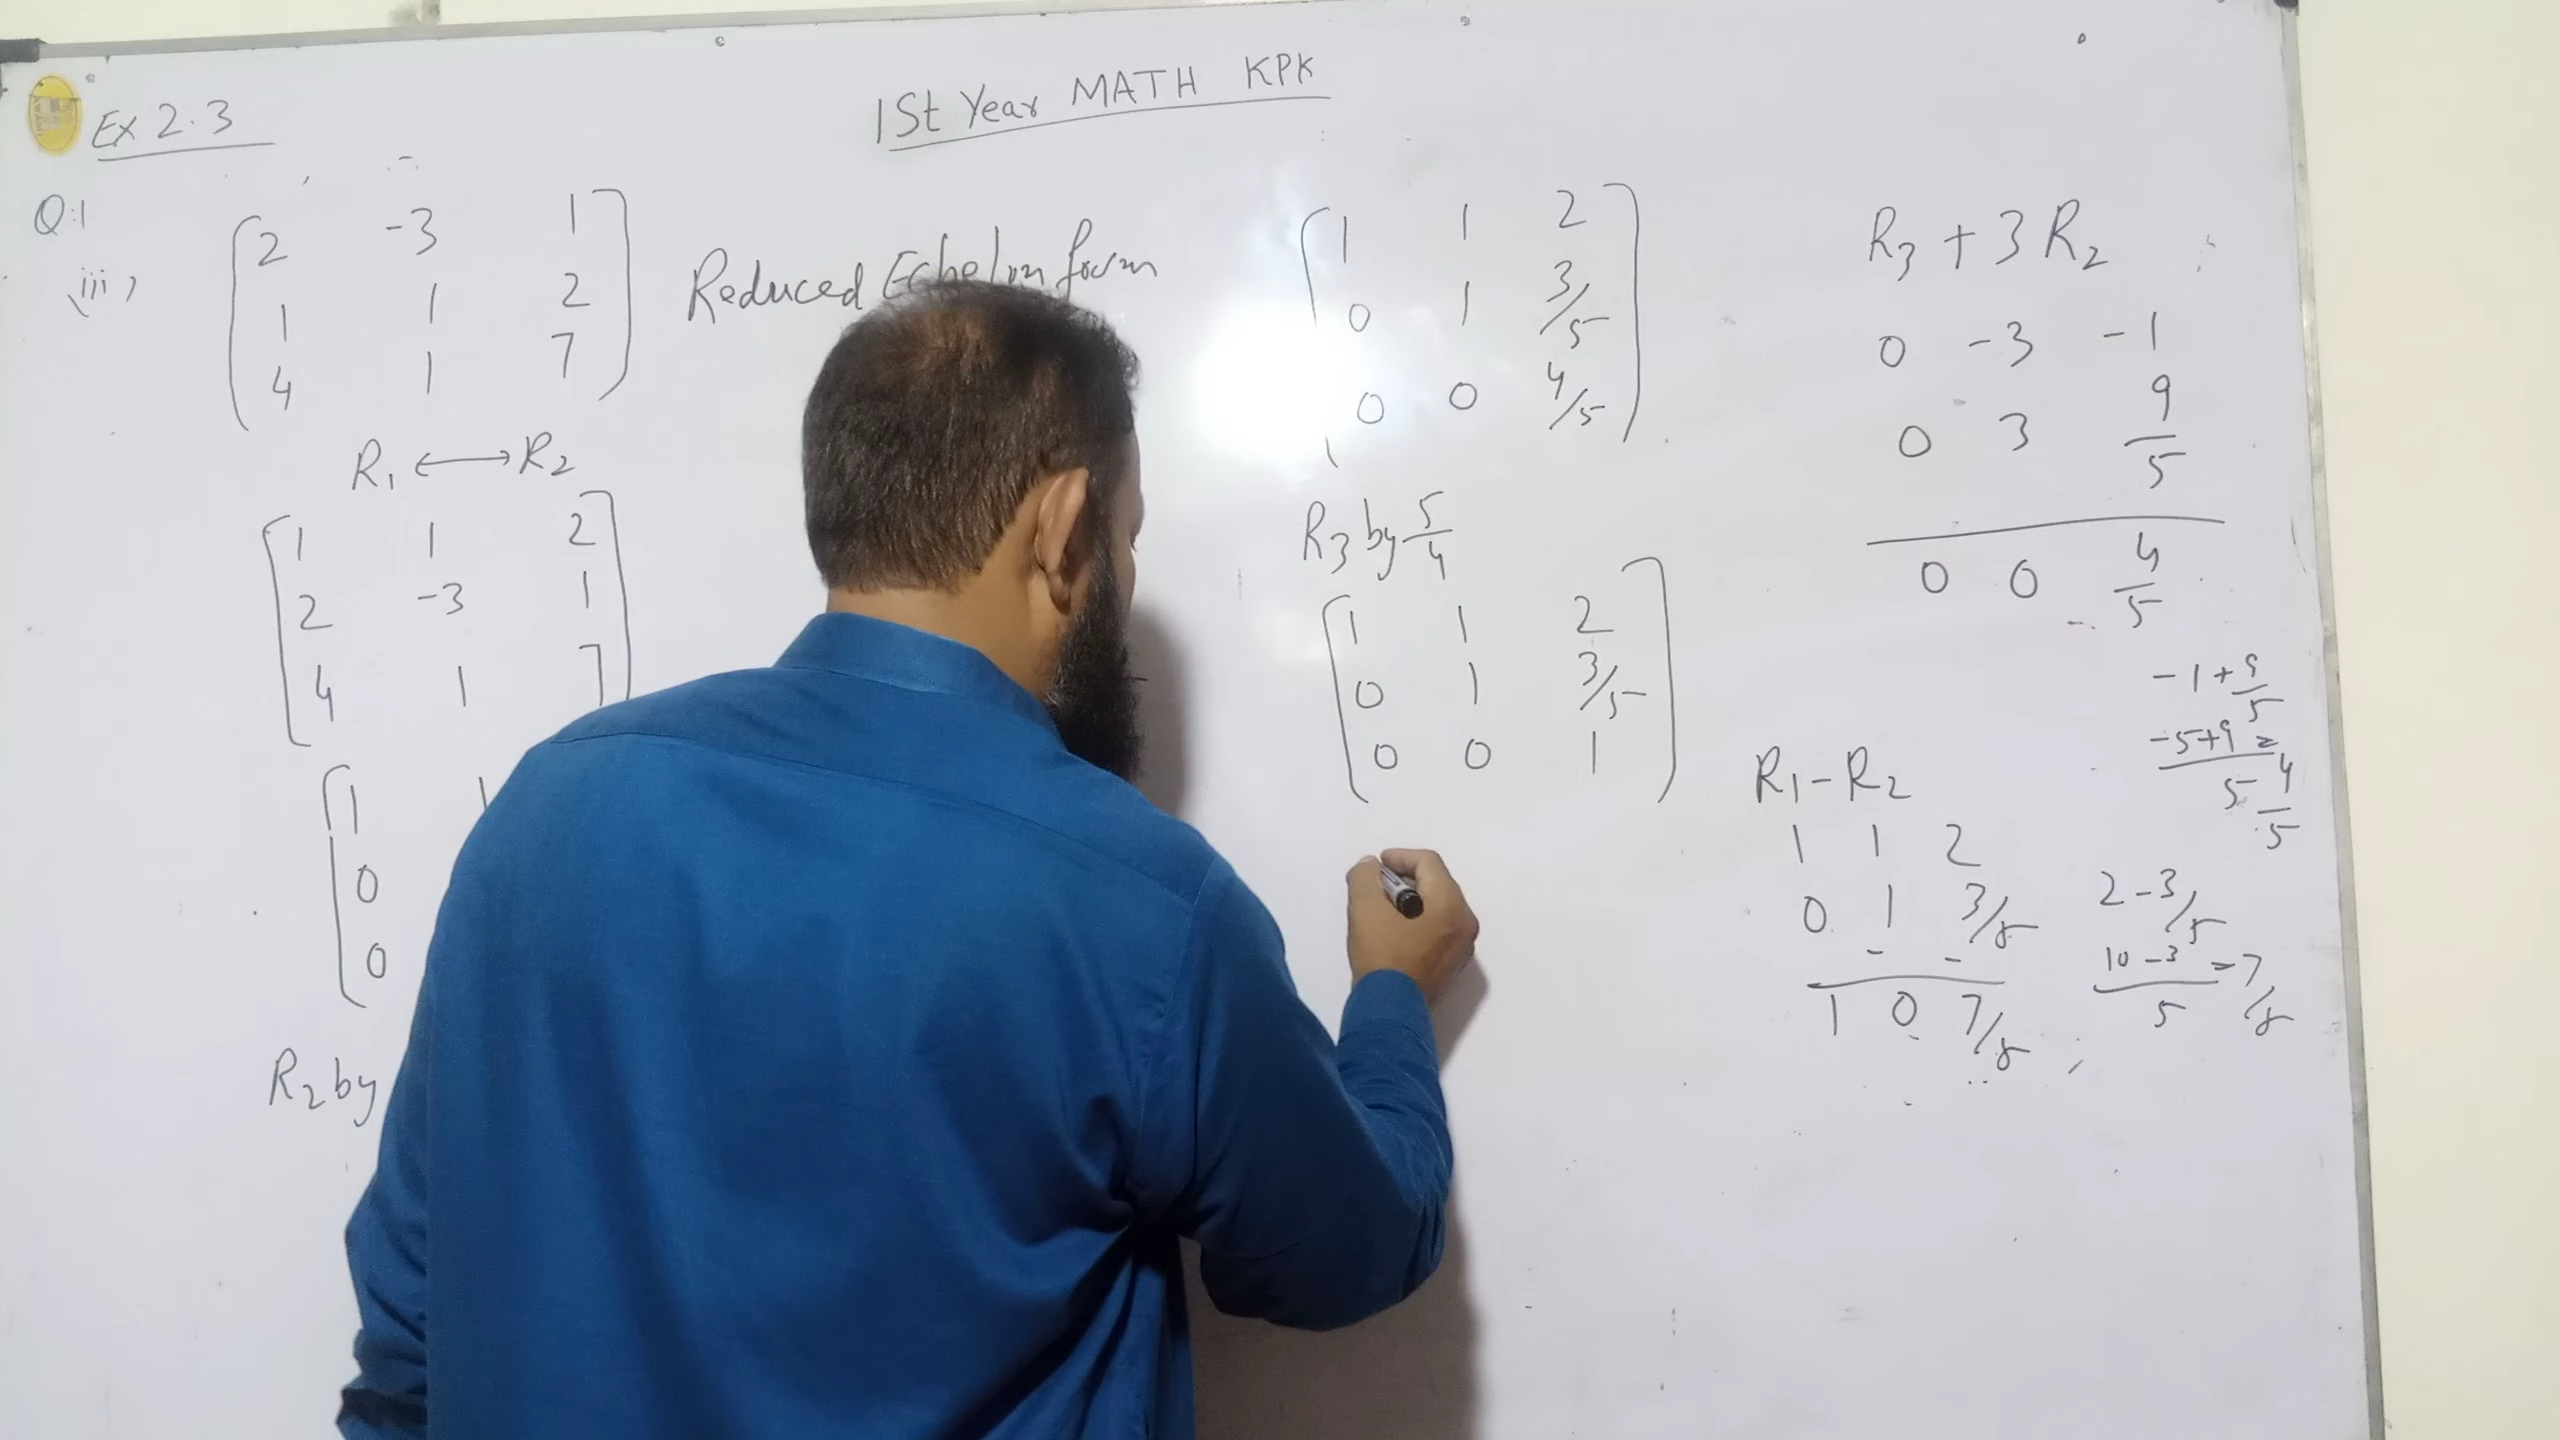 Ex 2.3
1St Year MATH KPK
Q.1
(iii)
2 -3 1
1 1 2
4 1 7
Reduced Echelon form
R1 ↔ R2
1 1 2
2 -3 1
4 1 7
1 1
0
0
R2 by
1 1 2
0 1 3/5
0 0 4/5
R3 by 5/4
1 1 2
0 1 3/5
0 0 1
R3 + 3 R2
0 -3 -1
0 3 9/5
0 0 4/5
-1 + 9/5
-5+9/5 = 4/5
R1 - R2
1 1 2
0 1 3/5
- -
1 0 7/5
2 - 3/5
10 - 3/5 = 7/5